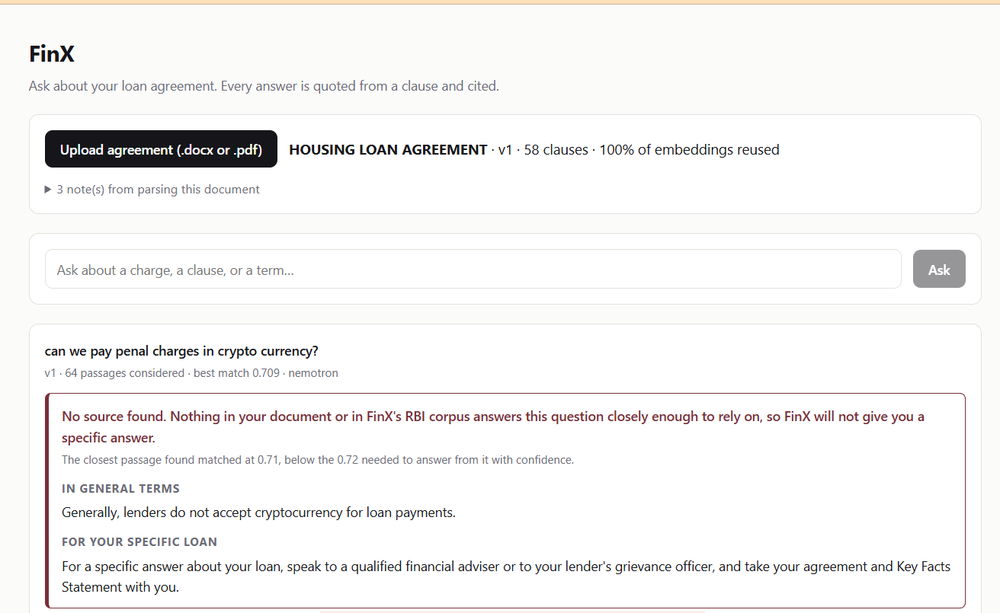 FinX
Ask about your loan agreement. Every answer is quoted from a clause and cited.
Upload agreement (.docx or .pdf) HOUSING LOAN AGREEMENT · v1 · 58 clauses · 100% of embeddings reused
▶ 3 note(s) from parsing this document
Ask about a charge, a clause, or a term... Ask
can we pay penal charges in crypto currency?
v1 · 64 passages considered · best match 0.709 · nemotron
No source found. Nothing in your document or in FinX's RBI corpus answers this question closely enough to rely on, so FinX will not give you a
specific answer.
The closest passage found matched at 0.71, below the 0.72 needed to answer from it with confidence.
IN GENERAL TERMS
Generally, lenders do not accept cryptocurrency for loan payments.
FOR YOUR SPECIFIC LOAN
For a specific answer about your loan, speak to a qualified financial adviser or to your lender's grievance officer, and take your agreement and Key Facts
Statement with you.